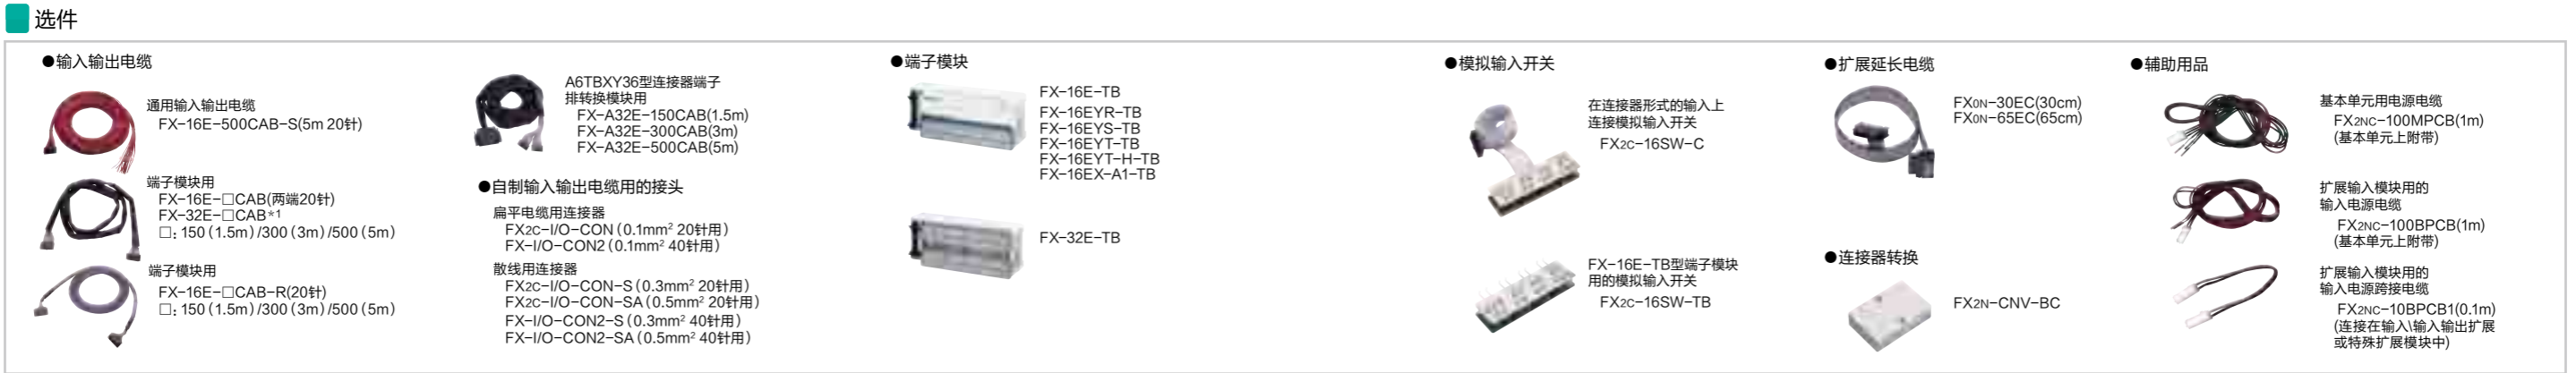 选件
●输入输出电缆
通用输入输出电缆
FX-16E-500CAB-S(5m 20针)
端子模块用
FX-16E-□CAB(两端20针)
FX-32E-□CAB*1
□: 150 (1.5m) /300 (3m) /500 (5m)
端子模块用
FX-16E-□CAB-R(20针)
□: 150 (1.5m) /300 (3m) /500 (5m)
A6TBXY36型连接器端子
排转换模块用
FX-A32E-150CAB(1.5m)
FX-A32E-300CAB(3m)
FX-A32E-500CAB(5m)
●自制输入输出电缆用的接头
扁平电缆用连接器
FX2C-I/O-CON (0.1mm² 20针用)
FX-I/O-CON2 (0.1mm² 40针用)
散线用连接器
FX2C-I/O-CON-S (0.3mm² 20针用)
FX2C-I/O-CON-SA (0.5mm² 20针用)
FX-I/O-CON2-S (0.3mm² 40针用)
FX-I/O-CON2-SA (0.5mm² 40针用)
●端子模块
FX-16E-TB
FX-16EYR-TB
FX-16EYS-TB
FX-16EYT-TB
FX-16EYT-H-TB
FX-16EX-A1-TB
FX-32E-TB
●模拟输入开关
在连接器形式的输入上
连接模拟输入开关
FX2C-16SW-C
FX-16E-TB型端子模块
用的模拟输入开关
FX2C-16SW-TB
●扩展延长电缆
FX0N-30EC(30cm)
FX0N-65EC(65cm)
●连接器转换
FX2N-CNV-BC
●辅助用品
基本单元用电源电缆
FX2NC-100MPCB(1m)
(基本单元上附带)
扩展输入模块用的
输入电源电缆
FX2NC-100BPCB(1m)
(基本单元上附带)
扩展输入模块用的
输入电源跨接电缆
FX2NC-10BPCB1(0.1m)
(连接在输入\输入输出扩展
或特殊扩展模块中)